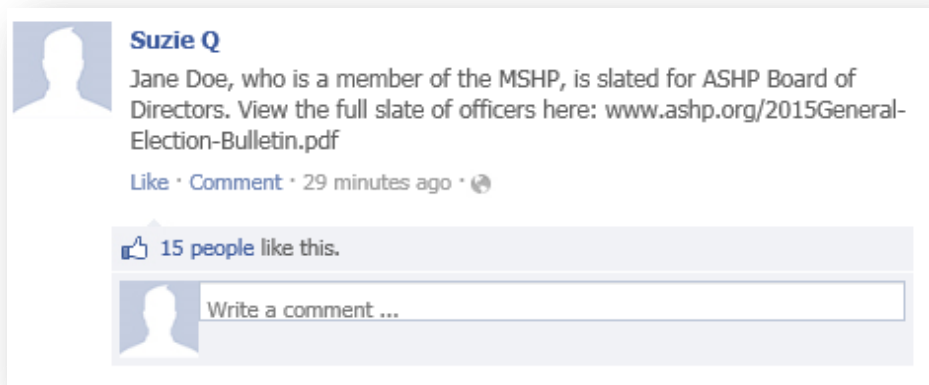 Suzie Q
Jane Doe, who is a member of the MSHP, is slated for ASHP Board of
Directors. View the full slate of officers here: www.ashp.org/2015General-
Election-Bulletin.pdf
Like · Comment · 29 minutes ago ·
15 people like this.
Write a comment ...